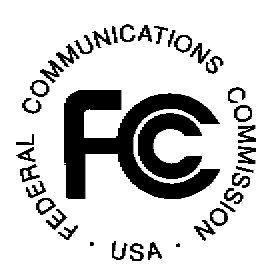 FEDERAL COMMUNICATIONS COMMISSION
FCC
· USA ·